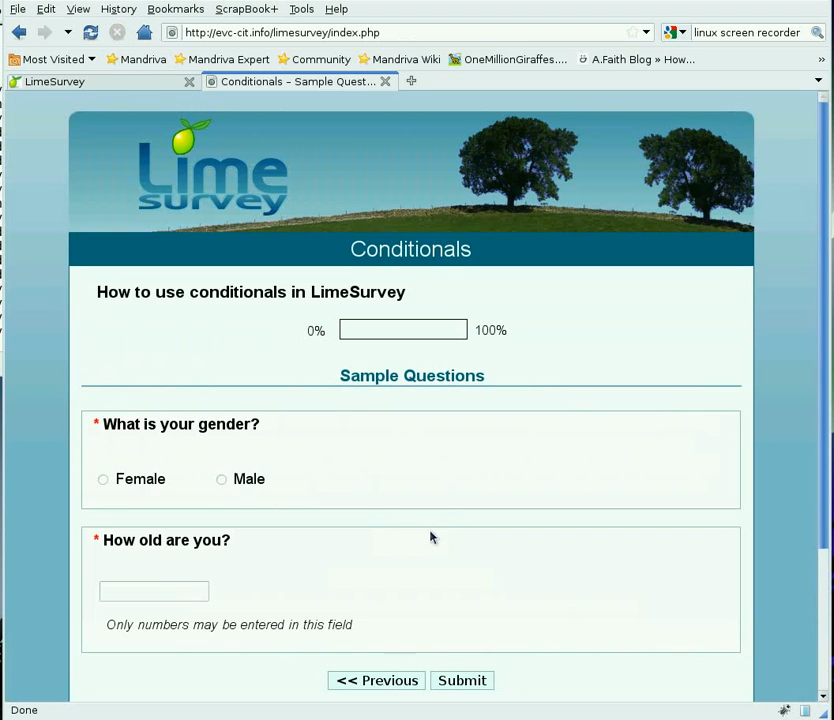 File Edit View History Bookmarks ScrapBook+ Tools Help
http://evc-cit.info/limesurvey/index.php linux screen recorder
Most Visited Mandriva Mandriva Expert Community Mandriva Wiki OneMillionGiraffes.... A.Faith Blog » How... »
LimeSurvey Conditionals - Sample Quest...
Lime
survey
Conditionals
How to use conditionals in LimeSurvey
0% 100%
Sample Questions
* What is your gender?
Female Male
* How old are you?
Only numbers may be entered in this field
<< Previous Submit
Done